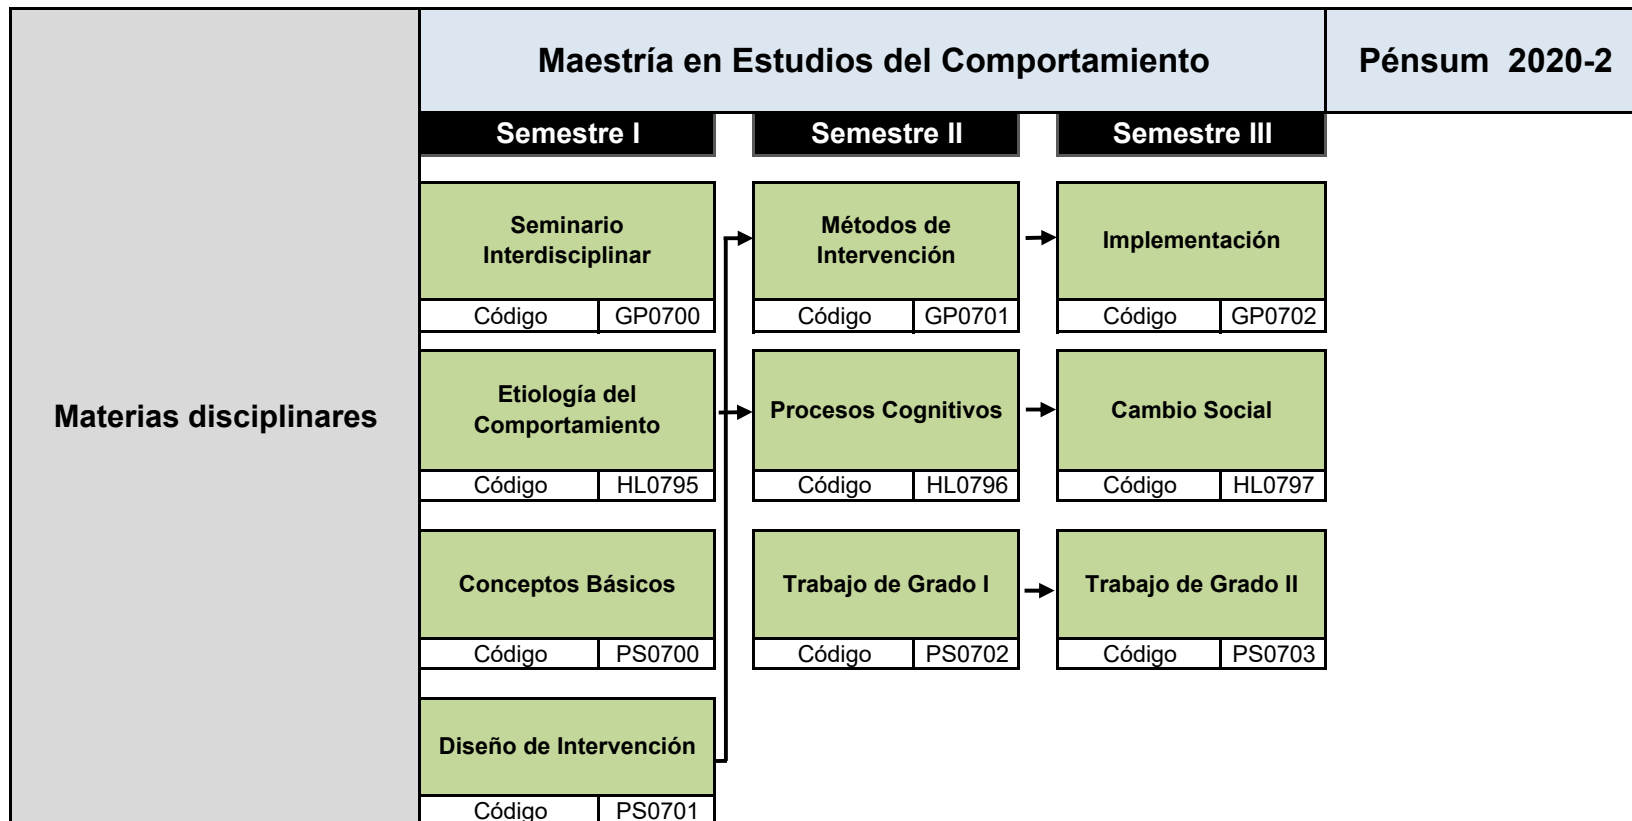 Maestría en Estudios del Comportamiento
Pénsum 2020-2
Semestre I
Semestre II
Semestre III
Materias disciplinares
Seminario
Interdisciplinar
Código GP0700
Métodos de
Intervención
Código GP0701
Implementación
Código GP0702
Etiología del
Comportamiento
Código HL0795
Procesos Cognitivos
Código HL0796
Cambio Social
Código HL0797
Conceptos Básicos
Código PS0700
Trabajo de Grado I
Código PS0702
Trabajo de Grado II
Código PS0703
Diseño de Intervención
Código PS0701